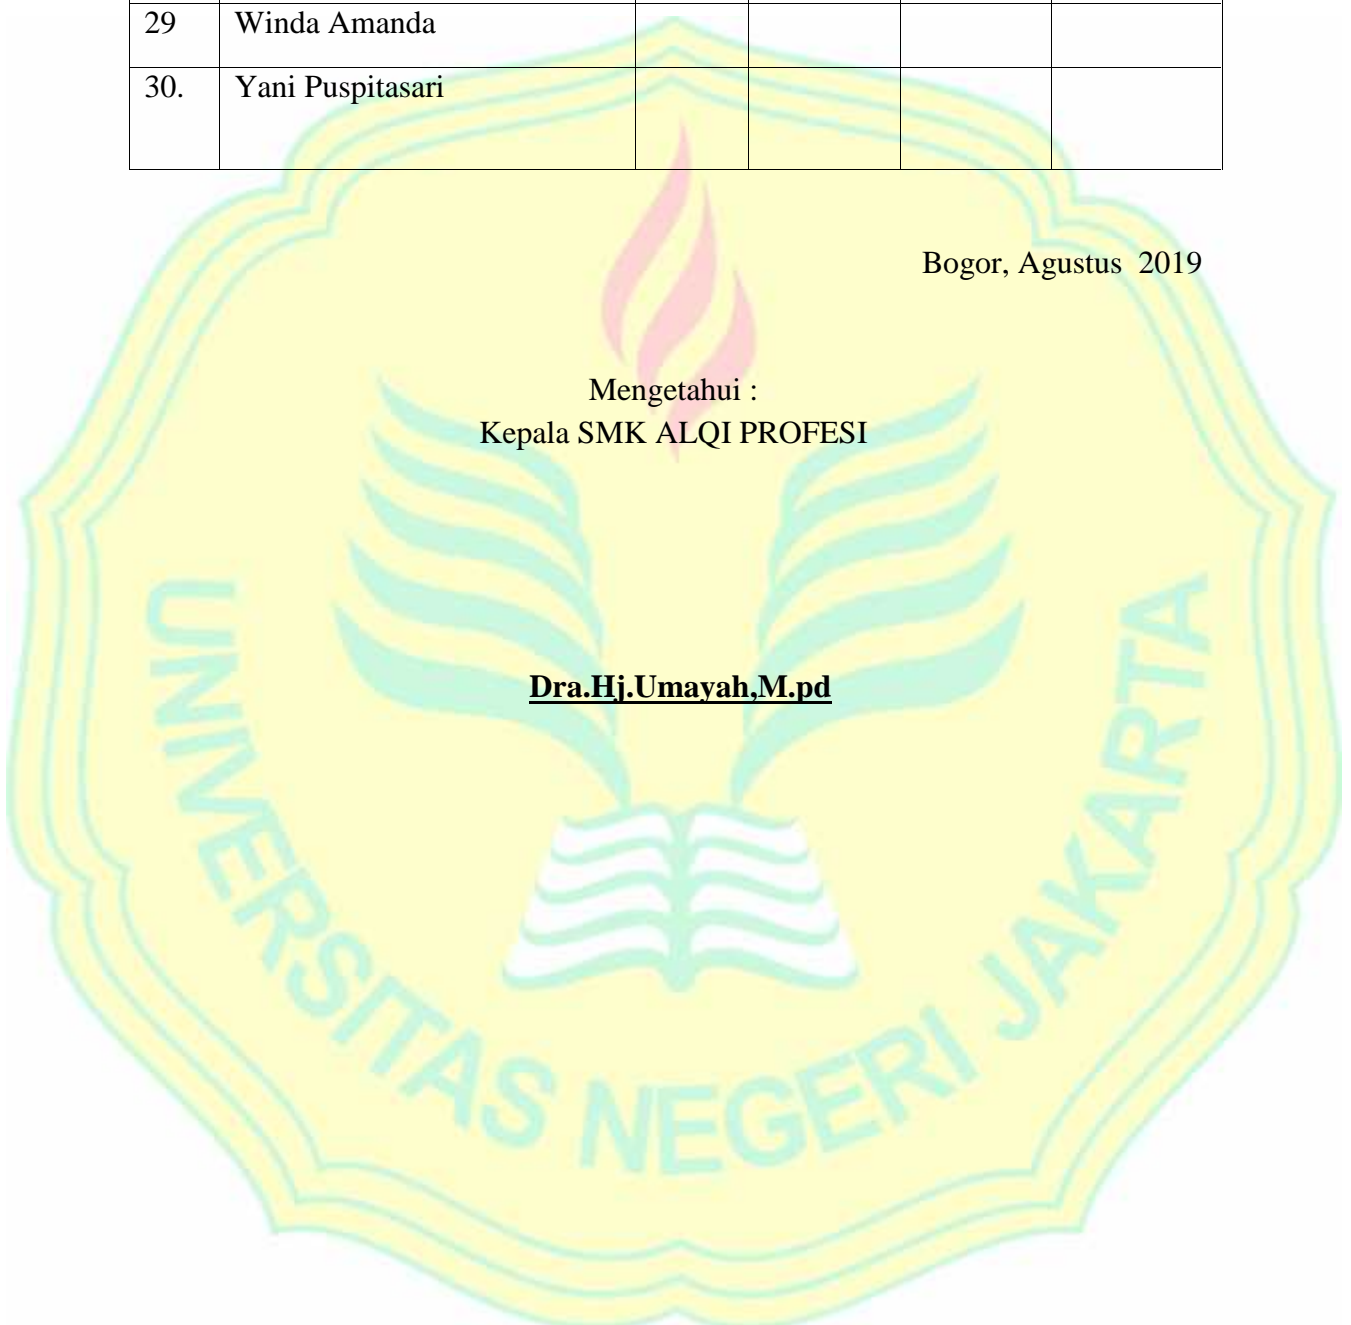 29 Winda Amanda
30. Yani Puspitasari
Bogor, Agustus 2019
Mengetahui :
Kepala SMK ALQI PROFESI
Dra.Hj.Umayah,M.pd
UNIVERSITAS NEGERI JAKARTA